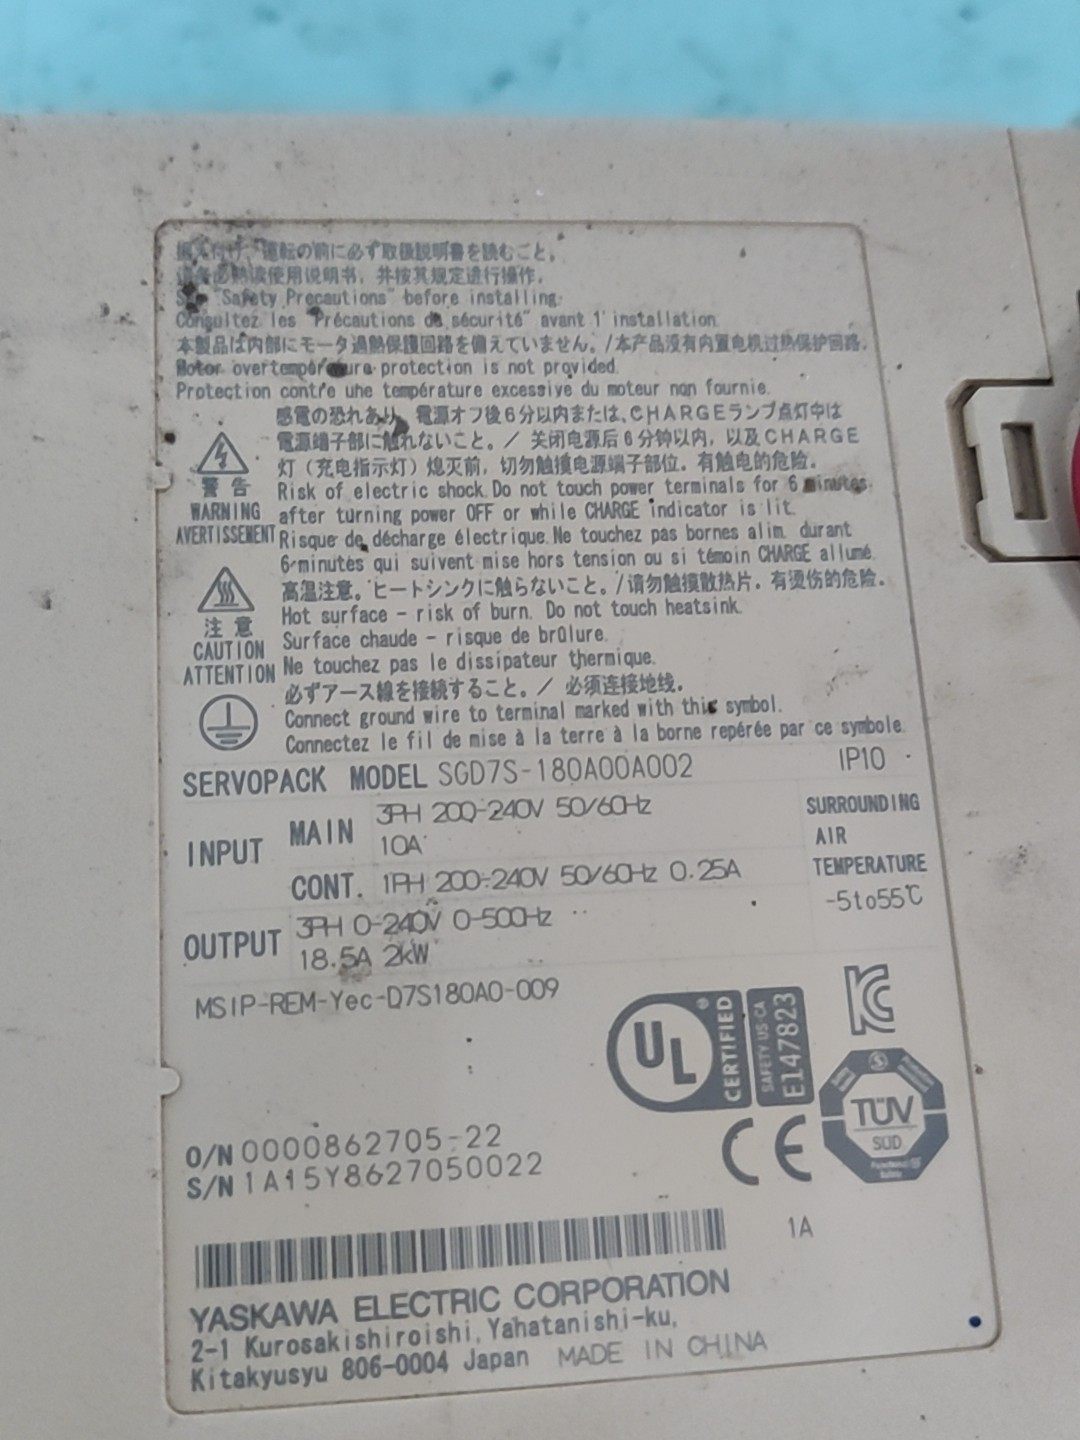 据え付け、運転の前に必ず取扱説明書を読むこと。
请务必熟读使用说明书，并按其规定进行操作。
See "Safety Precautions" before installing.
Consultez les "Précautions de sécurité" avant l'installation.
本製品は内部にモータ過熱保護回路を備えていません。/本产品没有内置电机过热保护回路.
Motor overtemperature protection is not provided.
Protection contre une température excessive du moteur non fournie.
感電の恐れあり、電源オフ後6分以内または、CHARGEランプ点灯中は
電源端子部に触れないこと。/ 关闭电源后6分钟以内，以及CHARGE
灯（充电指示灯）熄灭前，切勿触摸电源端子部位。有触电的危险。
警告
WARNING
AVERTISSEMENT
Risk of electric shock. Do not touch power terminals for 6 minutes
after turning power OFF or while CHARGE indicator is lit.
Risque de décharge électrique. Ne touchez pas bornes alim. durant
6 minutes qui suivent mise hors tension ou si témoin CHARGE allumé.
高温注意。ヒートシンクに触らないこと。/请勿触摸散热片。有烫伤的危险。
注意
CAUTION
ATTENTION
Hot surface - risk of burn. Do not touch heatsink.
Surface chaude - risque de brûlure.
Ne touchez pas le dissipateur thermique.
必ずアース線を接続すること。/ 必须连接地线。
Connect ground wire to terminal marked with this symbol.
Connectez le fil de mise à la terre à la borne repérée par ce symbole.
SERVOPACK MODEL SGD7S-180A00A002 IP10
INPUT
MAIN 3PH 200-240V 50/60Hz
10A
CONT. 1PH 200-240V 50/60Hz 0.25A
SURROUNDING
AIR
TEMPERATURE
-5to55℃
OUTPUT 3PH 0-240V 0-500Hz
18.5A 2kW
MSIP-REM-Yec-D7S180A0-009
UL ® CERTIFIED
SAFETY US-CA
E147823
KC
TÜV
SÜD
Functional
Safety
CE
O/N 0000862705-22
S/N 1A15Y8627050022
1A
YASKAWA ELECTRIC CORPORATION
2-1 Kurosakishiroishi, Yahatanishi-ku,
Kitakyusyu 806-0004 Japan MADE IN CHINA